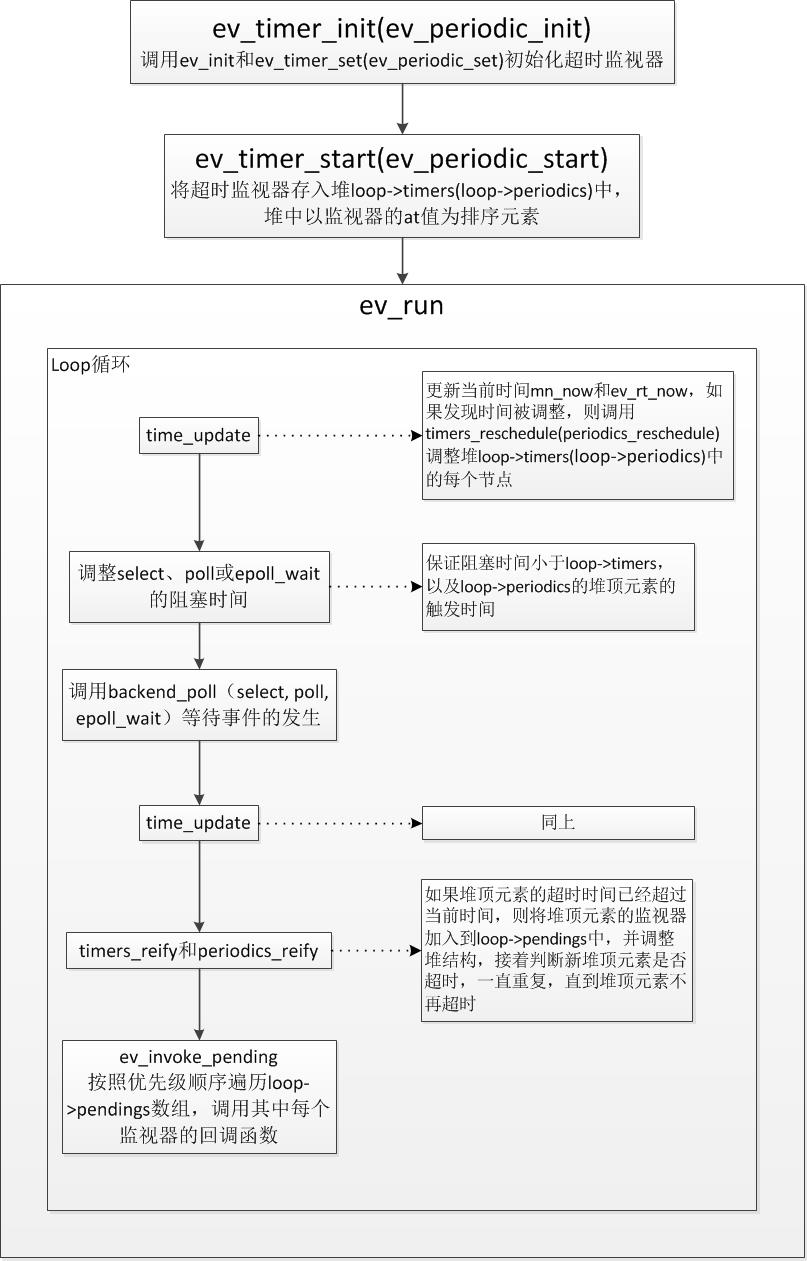 ev_timer_init(ev_periodic_init)
调用ev_init和ev_timer_set(ev_periodic_set)初始化超时监视器
ev_timer_start(ev_periodic_start)
将超时监视器存入堆loop->timers(loop->periodics)中，
堆中以监视器的at值为排序元素
ev_run
Loop循环
time_update
更新当前时间mn_now和ev_rt_now，如
果发现时间被调整，则调用
timers_reschedule(periodics_reschedule)
调整堆loop->timers(loop->periodics)中
的每个节点
调整select、poll或epoll_wait
的阻塞时间
保证阻塞时间小于loop->timers，
以及loop->periodics的堆顶元素的
触发时间
调用backend_poll（select, poll,
epoll_wait）等待事件的发生
time_update
同上
timers_reify和periodics_reify
如果堆顶元素的超时时间已经超过
当前时间，则将堆顶元素的监视器
加入到loop->pendings中，并调整
堆结构，接着判断新堆顶元素是否
超时，一直重复，直到堆顶元素不
再超时
ev_invoke_pending
按照优先级顺序遍历loop-
>pendings数组，调用其中每个
监视器的回调函数